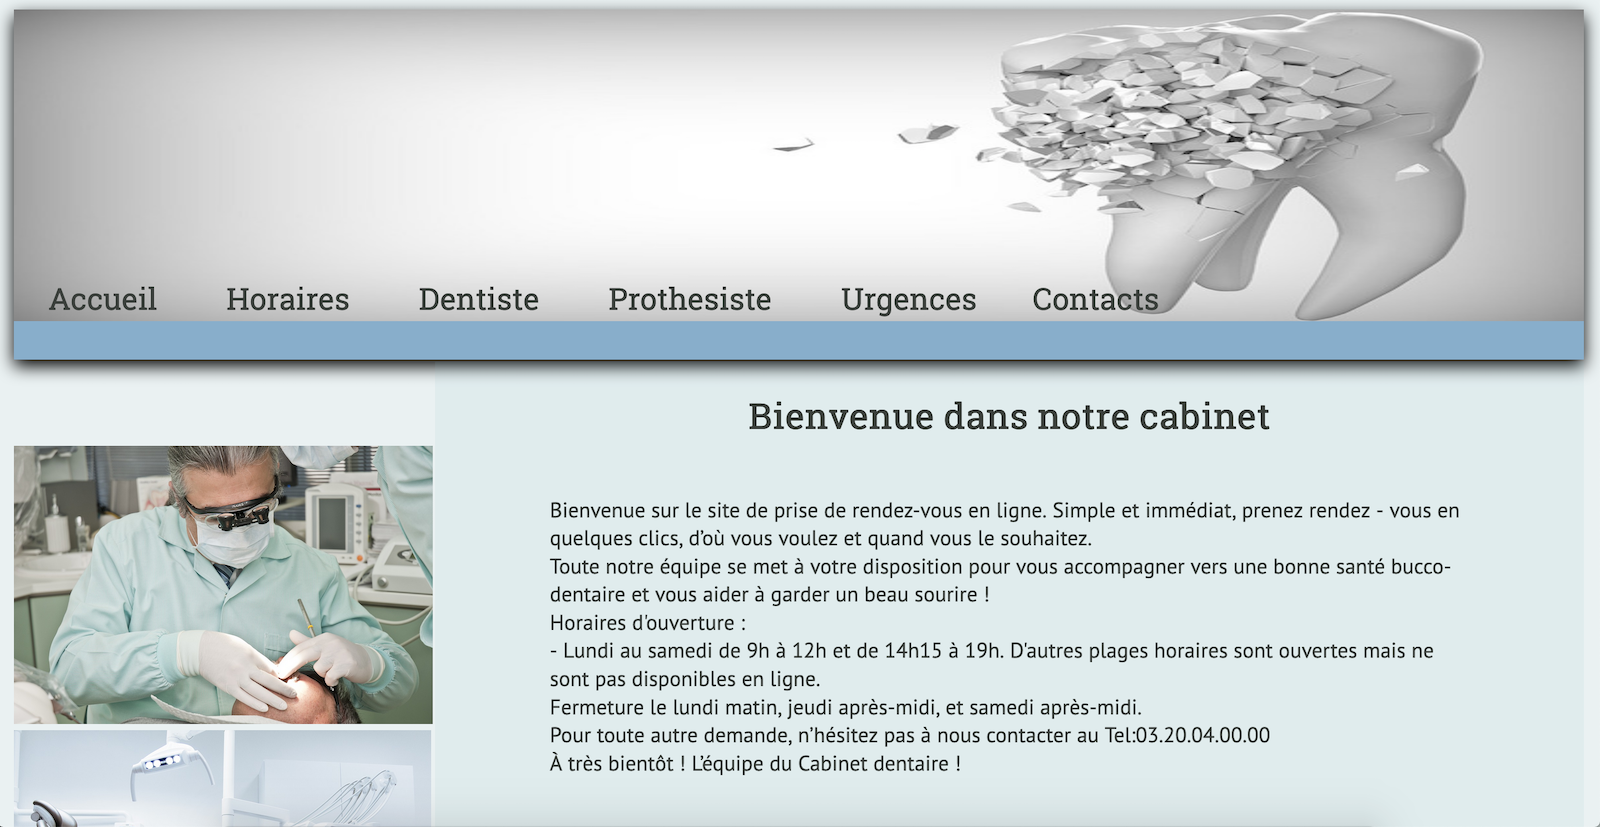 Accueil Horaires Dentiste Prothesiste Urgences Contacts
Bienvenue dans notre cabinet
Bienvenue sur le site de prise de rendez-vous en ligne. Simple et immédiat, prenez rendez - vous en
quelques clics, d’où vous voulez et quand vous le souhaitez.
Toute notre équipe se met à votre disposition pour vous accompagner vers une bonne santé bucco-
dentaire et vous aider à garder un beau sourire !
Horaires d'ouverture :
- Lundi au samedi de 9h à 12h et de 14h15 à 19h. D'autres plages horaires sont ouvertes mais ne
sont pas disponibles en ligne.
Fermeture le lundi matin, jeudi après-midi, et samedi après-midi.
Pour toute autre demande, n’hésitez pas à nous contacter au Tel:03.20.04.00.00
À très bientôt ! L’équipe du Cabinet dentaire !